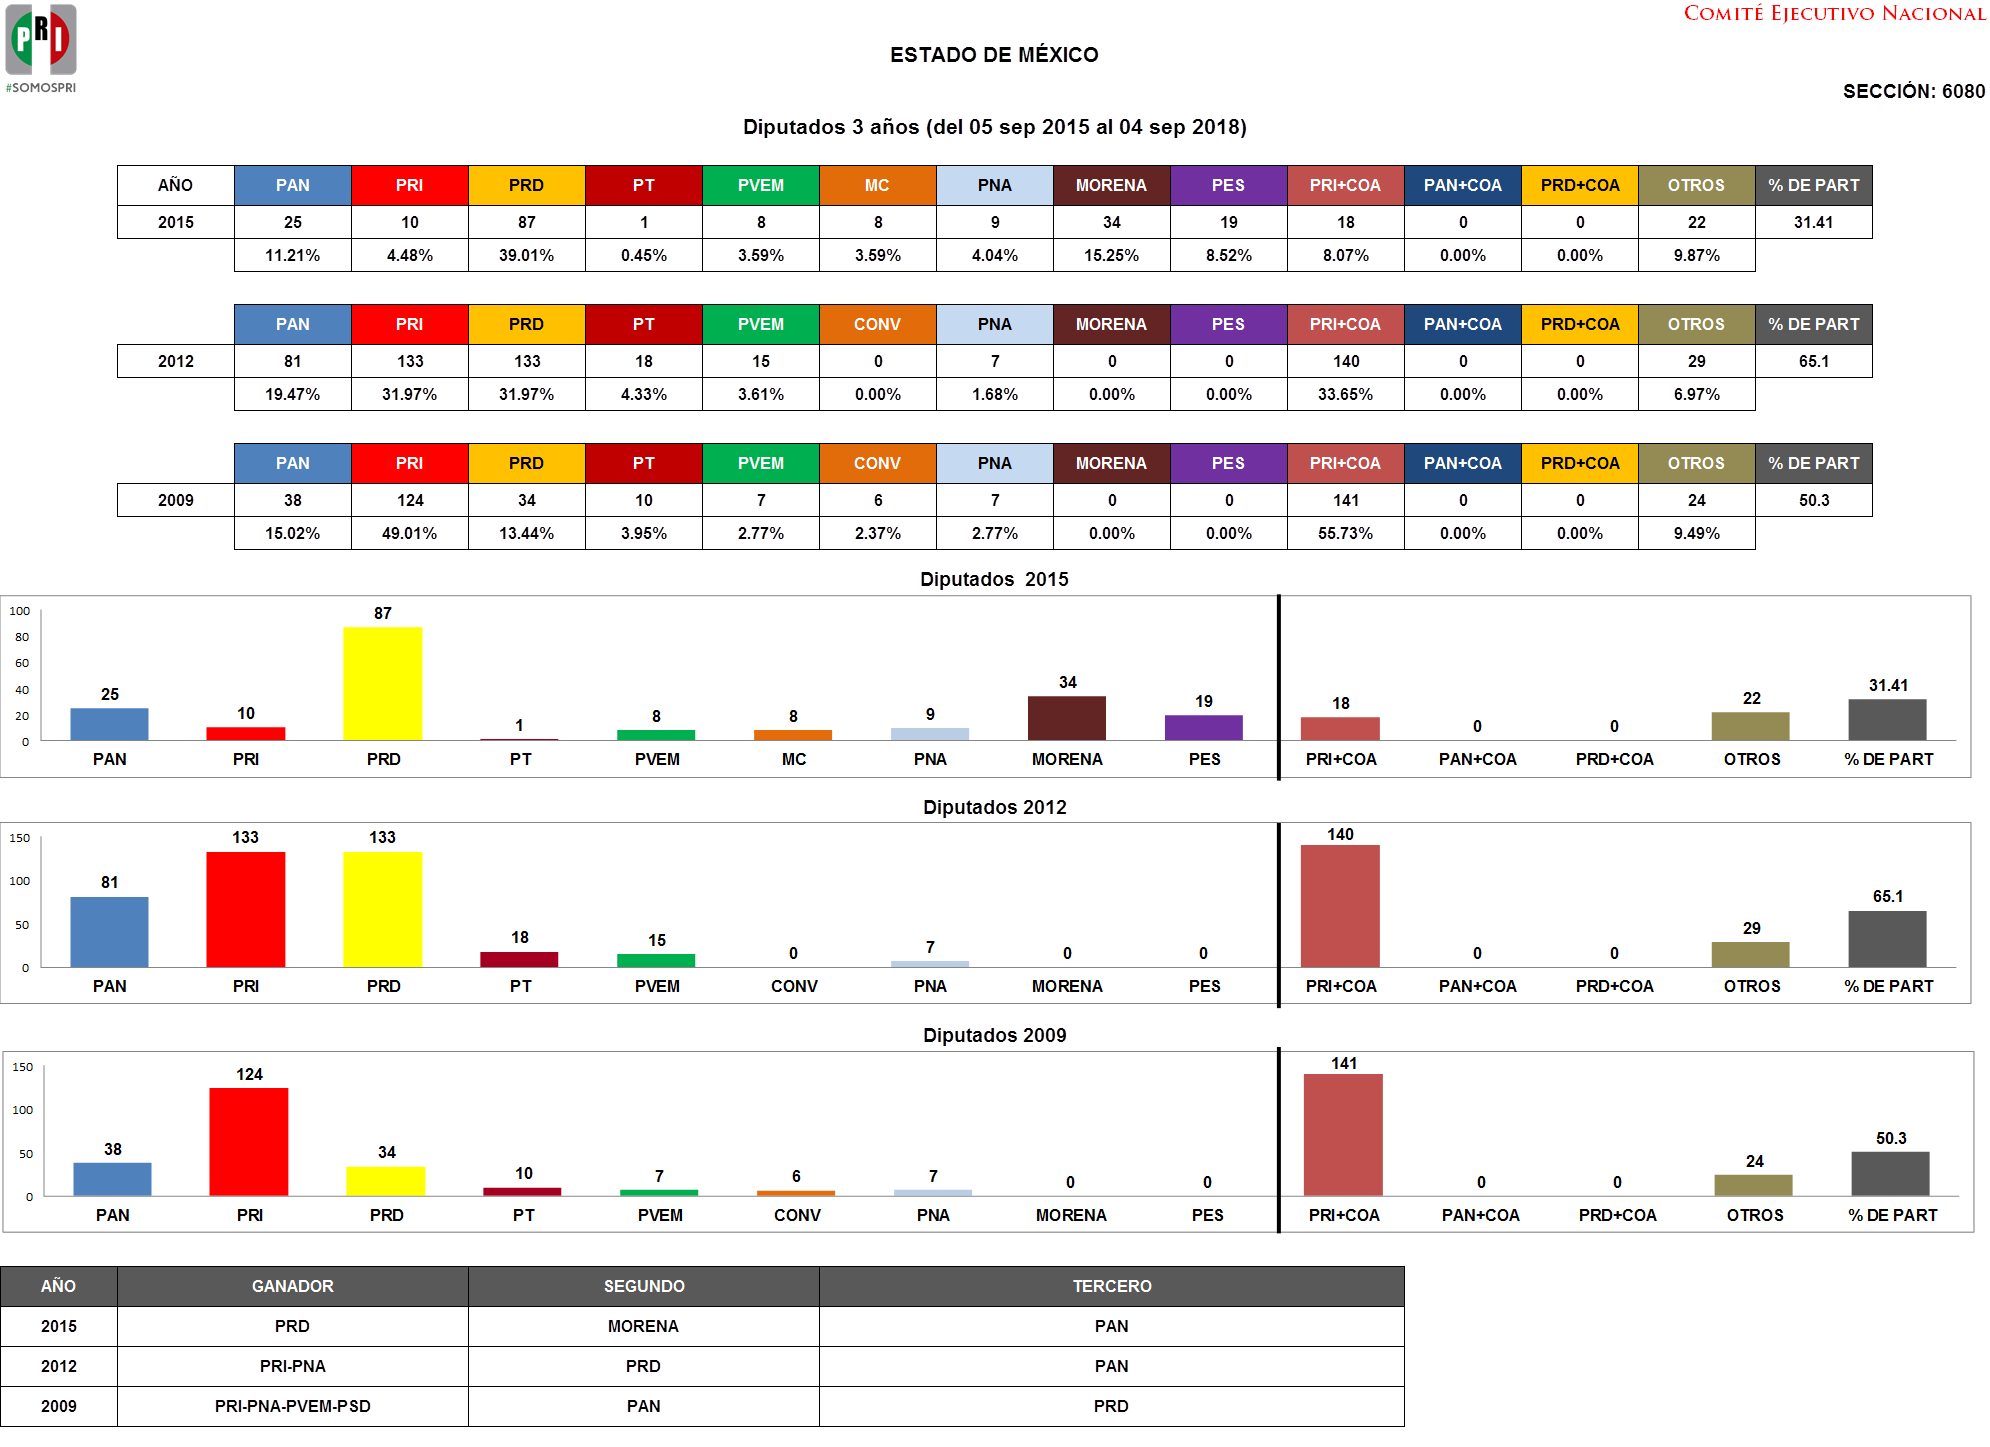 PRI
#SOMOSPRI
COMITÉ EJECUTIVO NACIONAL
ESTADO DE MÉXICO
SECCIÓN: 6080
Diputados 3 años (del 05 sep 2015 al 04 sep 2018)
AÑO PAN PRI PRD PT PVEM MC PNA MORENA PES PRI+COA PAN+COA PRD+COA OTROS % DE PART
2015 25 10 87 1 8 8 9 34 19 18 0 0 22 31.41
11.21% 4.48% 39.01% 0.45% 3.59% 3.59% 4.04% 15.25% 8.52% 8.07% 0.00% 0.00% 9.87%
PAN PRI PRD PT PVEM CONV PNA MORENA PES PRI+COA PAN+COA PRD+COA OTROS % DE PART
2012 81 133 133 18 15 0 7 0 0 140 0 0 29 65.1
19.47% 31.97% 31.97% 4.33% 3.61% 0.00% 1.68% 0.00% 0.00% 33.65% 0.00% 0.00% 6.97%
PAN PRI PRD PT PVEM CONV PNA MORENA PES PRI+COA PAN+COA PRD+COA OTROS % DE PART
2009 38 124 34 10 7 6 7 0 0 141 0 0 24 50.3
15.02% 49.01% 13.44% 3.95% 2.77% 2.37% 2.77% 0.00% 0.00% 55.73% 0.00% 0.00% 9.49%
Diputados 2015
100
80
60
40
20
0
25 10 87 1 8 8 9 34 19 18 0 0 22 31.41
PAN PRI PRD PT PVEM MC PNA MORENA PES PRI+COA PAN+COA PRD+COA OTROS % DE PART
Diputados 2012
150
100
50
0
81 133 133 18 15 0 7 0 0 140 0 0 29 65.1
PAN PRI PRD PT PVEM CONV PNA MORENA PES PRI+COA PAN+COA PRD+COA OTROS % DE PART
Diputados 2009
150
100
50
0
38 124 34 10 7 6 7 0 0 141 0 0 24 50.3
PAN PRI PRD PT PVEM CONV PNA MORENA PES PRI+COA PAN+COA PRD+COA OTROS % DE PART
AÑO GANADOR SEGUNDO TERCERO
2015 PRD MORENA PAN
2012 PRI-PNA PRD PAN
2009 PRI-PNA-PVEM-PSD PAN PRD